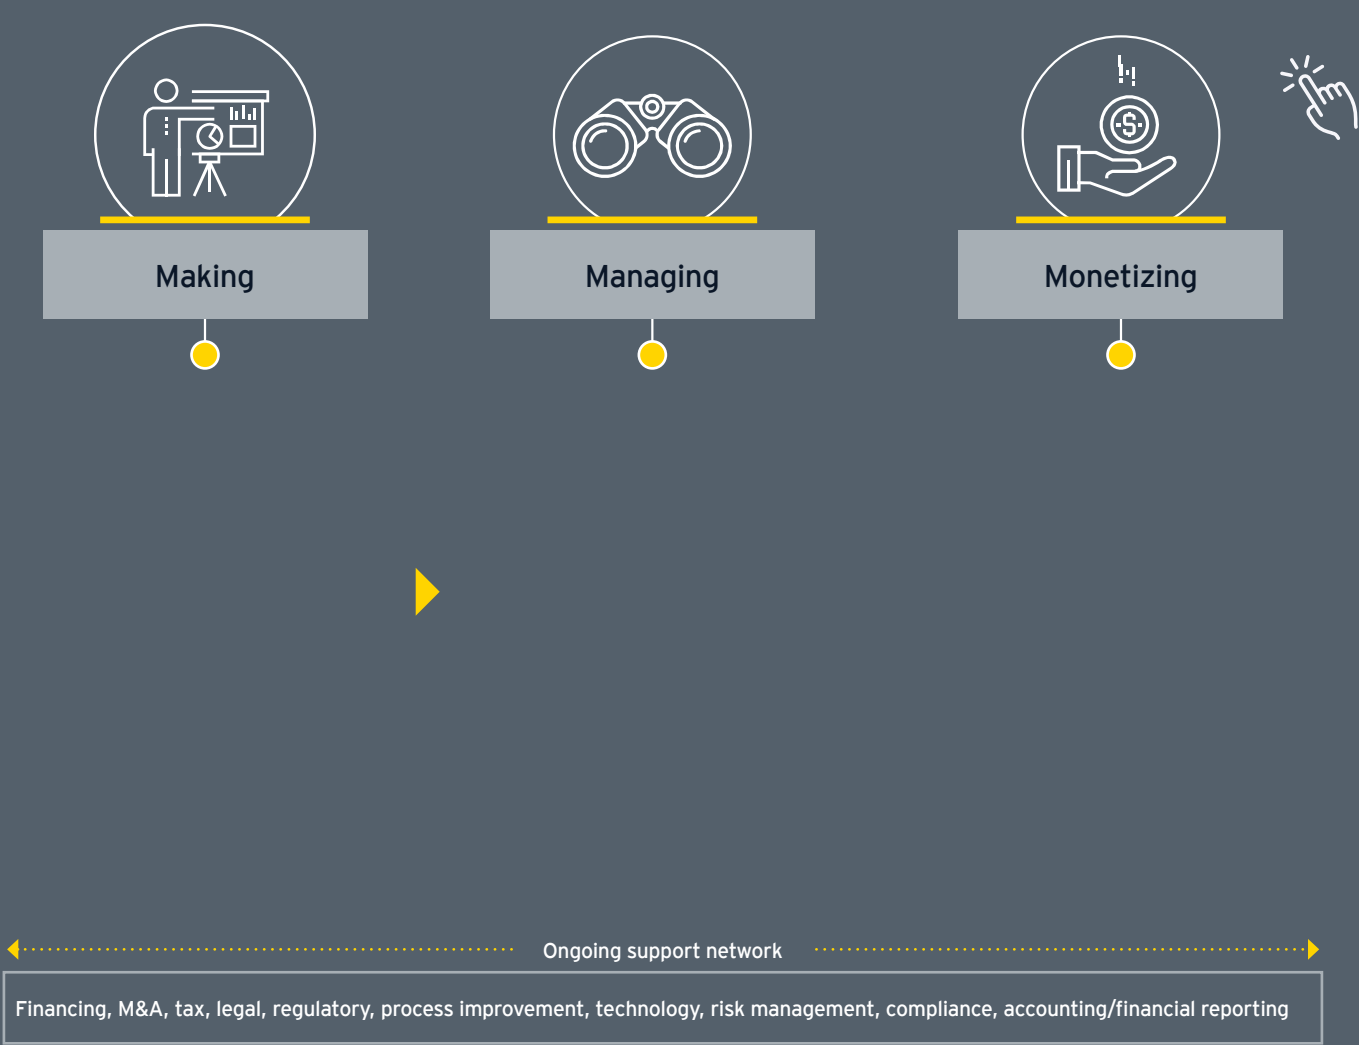 Making
Managing
Monetizing
Ongoing support network
Financing, M&A, tax, legal, regulatory, process improvement, technology, risk management, compliance, accounting/financial reporting